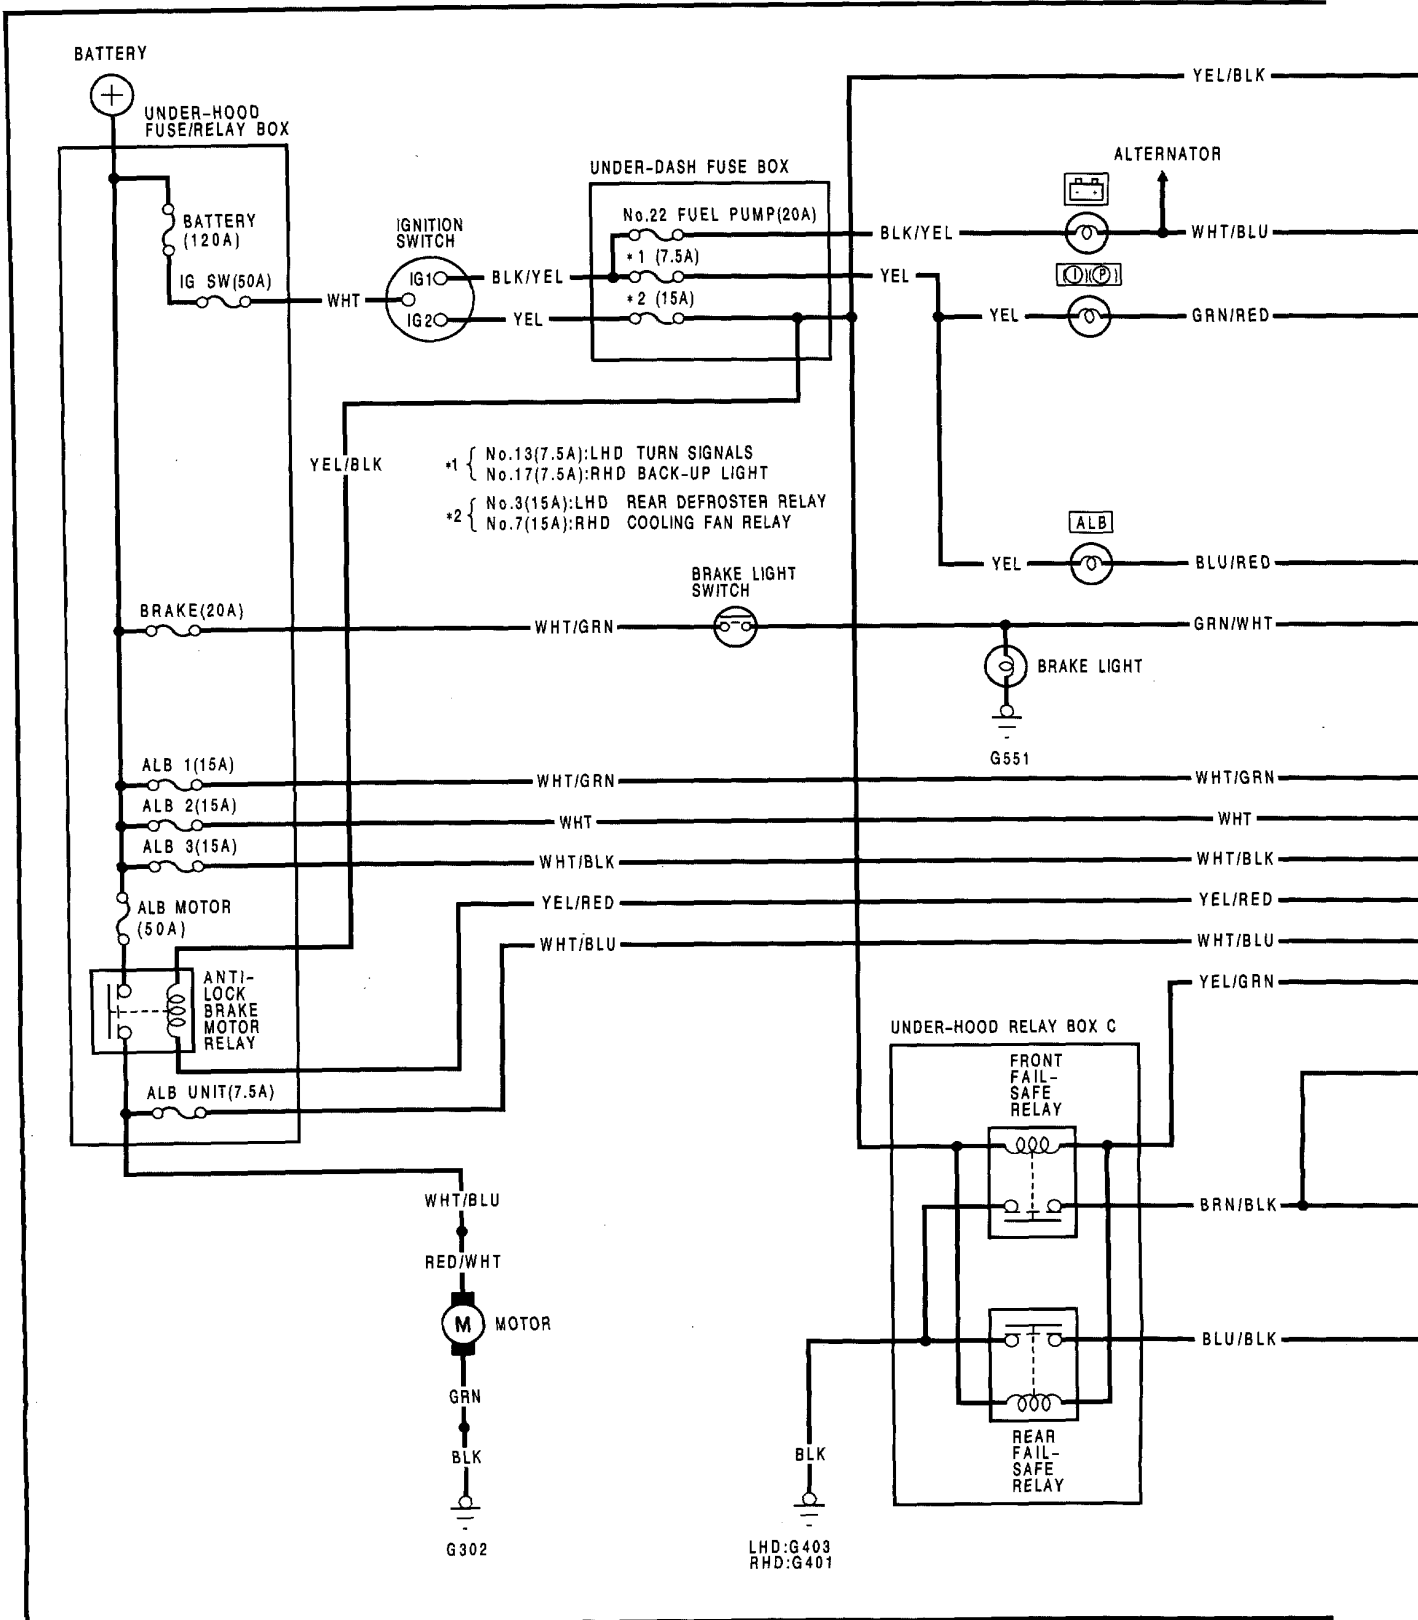 BATTERY
UNDER-HOOD
FUSE/RELAY BOX
BATTERY
(120A)
IG SW(50A)
WHT
IGNITION
SWITCH
IG1
IG2
BLK/YEL
YEL
UNDER-DASH FUSE BOX
No.22 FUEL PUMP(20A)
*1 (7.5A)
*2 (15A)
YEL/BLK
ALTERNATOR
- +
BLK/YEL
WHT/BLU
(!)(P)
YEL
YEL
GRN/RED
YEL/BLK
*1 { No.13(7.5A):LHD TURN SIGNALS
No.17(7.5A):RHD BACK-UP LIGHT
*2 { No.3(15A):LHD REAR DEFROSTER RELAY
No.7(15A):RHD COOLING FAN RELAY
ALB
YEL
BLU/RED
BRAKE LIGHT
SWITCH
BRAKE(20A)
WHT/GRN
GRN/WHT
BRAKE LIGHT
G551
ALB 1(15A)
WHT/GRN
WHT/GRN
ALB 2(15A)
WHT
WHT
ALB 3(15A)
WHT/BLK
WHT/BLK
ALB MOTOR
(50A)
YEL/RED
YEL/RED
WHT/BLU
WHT/BLU
ANTI-
LOCK
BRAKE
MOTOR
RELAY
YEL/GRN
UNDER-HOOD RELAY BOX C
FRONT
FAIL-
SAFE
RELAY
ALB UNIT(7.5A)
WHT/BLU
BRN/BLK
RED/WHT
M
MOTOR
BLU/BLK
GRN
BLK
G302
BLK
LHD:G403
RHD:G401
REAR
FAIL-
SAFE
RELAY